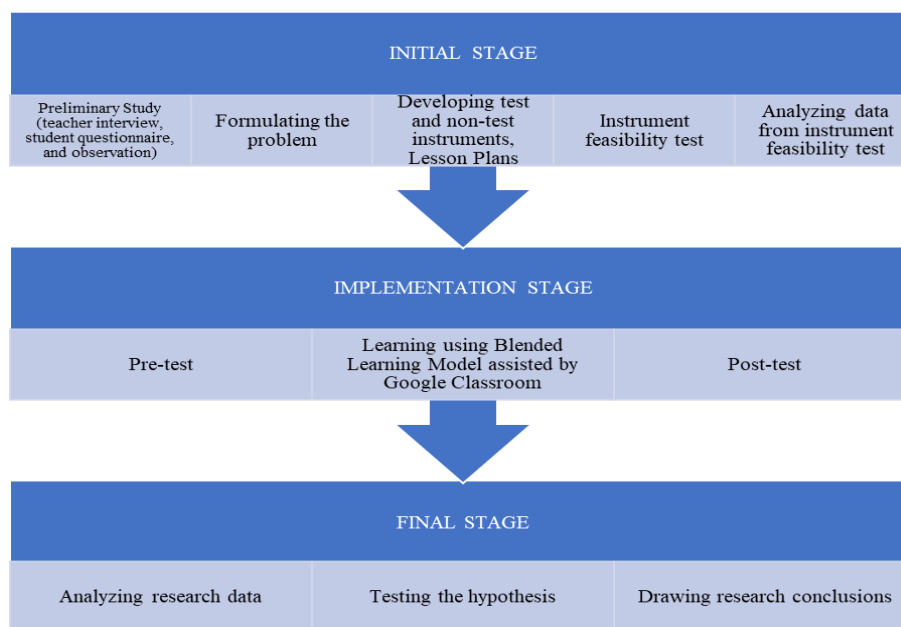 INITIAL STAGE
Preliminary Study
(teacher interview,
student questionnaire,
and observation)
Formulating the
problem
Developing test
and non-test
instruments,
Lesson Plans
Instrument
feasibility test
Analyzing data
from instrument
feasibility test
IMPLEMENTATION STAGE
Pre-test
Learning using Blended
Learning Model assisted by
Google Classroom
Post-test
FINAL STAGE
Analyzing research data
Testing the hypothesis
Drawing research conclusions